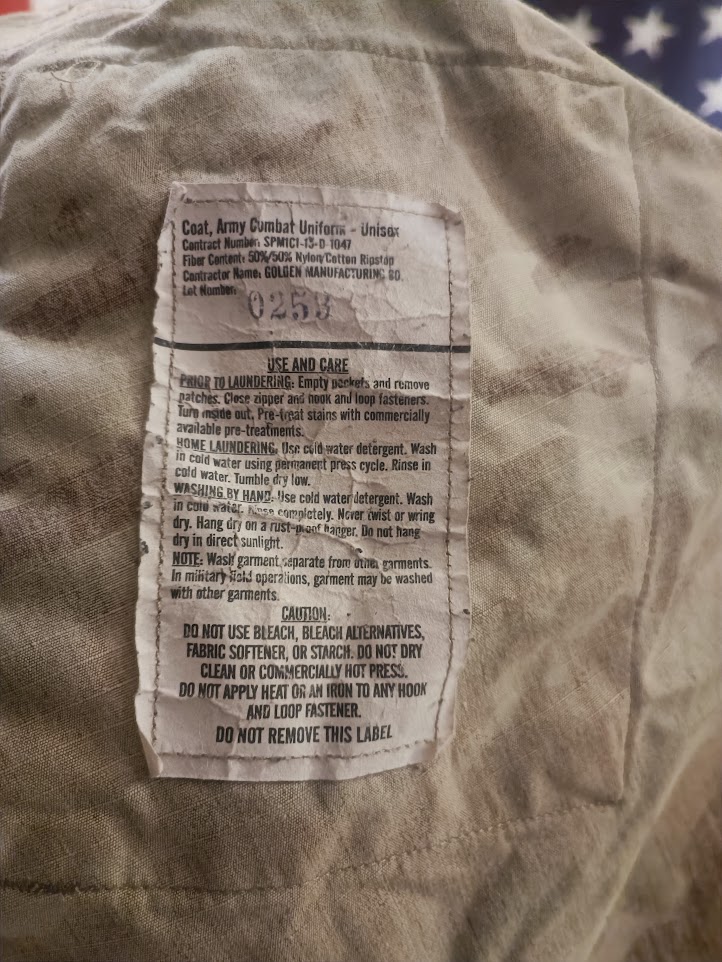 Coat, Army Combat Uniform - Unisex
Contract Number: SPM1C1-13-D 1047
Fiber Content: 50%/50% Nylon/Cotton Ripstop
Contractor Name: GOLDEN MANUFACTURING CO.
Lot Number:
0253
USE AND CARE
PRIOR TO LAUNDERING: Empty pockets and remove
patches. Close zipper and hook and loop fasteners.
Turn inside out. Pre-treat stains with commercially
available pre-treatments.
HOME LAUNDERING: Use cold water detergent. Wash
in cold water using permanent press cycle. Rinse in
cold water. Tumble dry low.
WASHING BY HAND: Use cold water detergent. Wash
in cold water. Rinse completely. Never twist or wring
dry. Hang dry on a rust-proof hanger. Do not hang
dry in direct sunlight.
NOTE: Wash garment separate from other garments.
In military field operations, garment may be washed
with other garments.
CAUTION:
DO NOT USE BLEACH, BLEACH ALTERNATIVES,
FABRIC SOFTENER, OR STARCH. DO NOT DRY
CLEAN OR COMMERCIALLY HOT PRESS.
DO NOT APPLY HEAT OR AN IRON TO ANY HOOK
AND LOOP FASTENER.
DO NOT REMOVE THIS LABEL